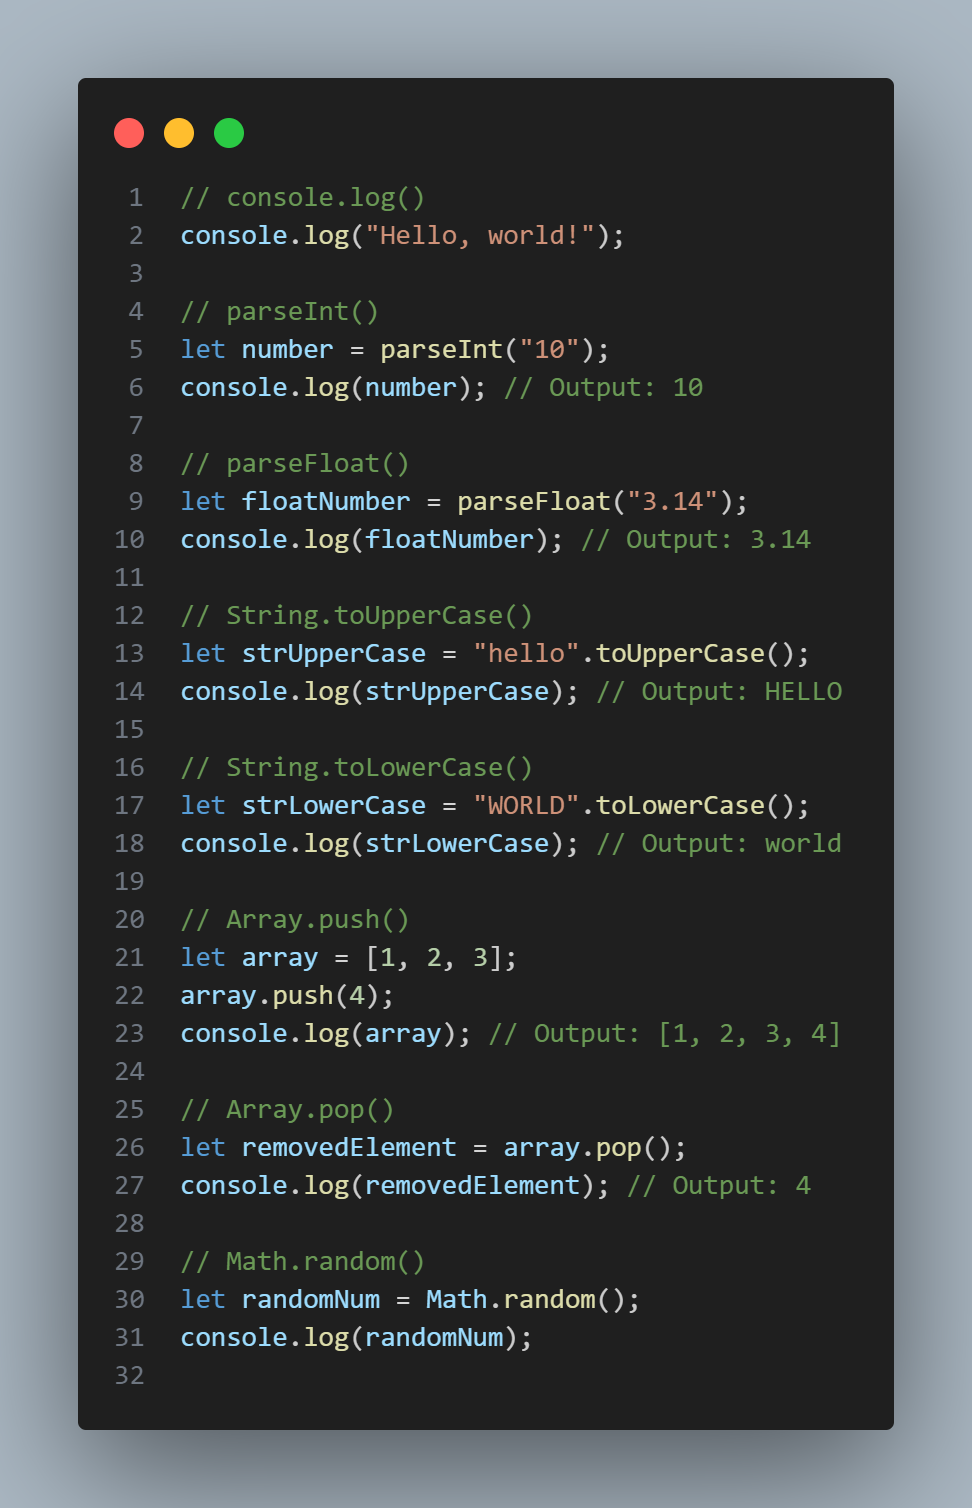 1 // console.log()
2 console.log("Hello, world!");
3
4 // parseInt()
5 let number = parseInt("10");
6 console.log(number); // Output: 10
7
8 // parseFloat()
9 let floatNumber = parseFloat("3.14");
10 console.log(floatNumber); // Output: 3.14
11
12 // String.toUpperCase()
13 let strUpperCase = "hello".toUpperCase();
14 console.log(strUpperCase); // Output: HELLO
15
16 // String.toLowerCase()
17 let strLowerCase = "WORLD".toLowerCase();
18 console.log(strLowerCase); // Output: world
19
20 // Array.push()
21 let array = [1, 2, 3];
22 array.push(4);
23 console.log(array); // Output: [1, 2, 3, 4]
24
25 // Array.pop()
26 let removedElement = array.pop();
27 console.log(removedElement); // Output: 4
28
29 // Math.random()
30 let randomNum = Math.random();
31 console.log(randomNum);
32